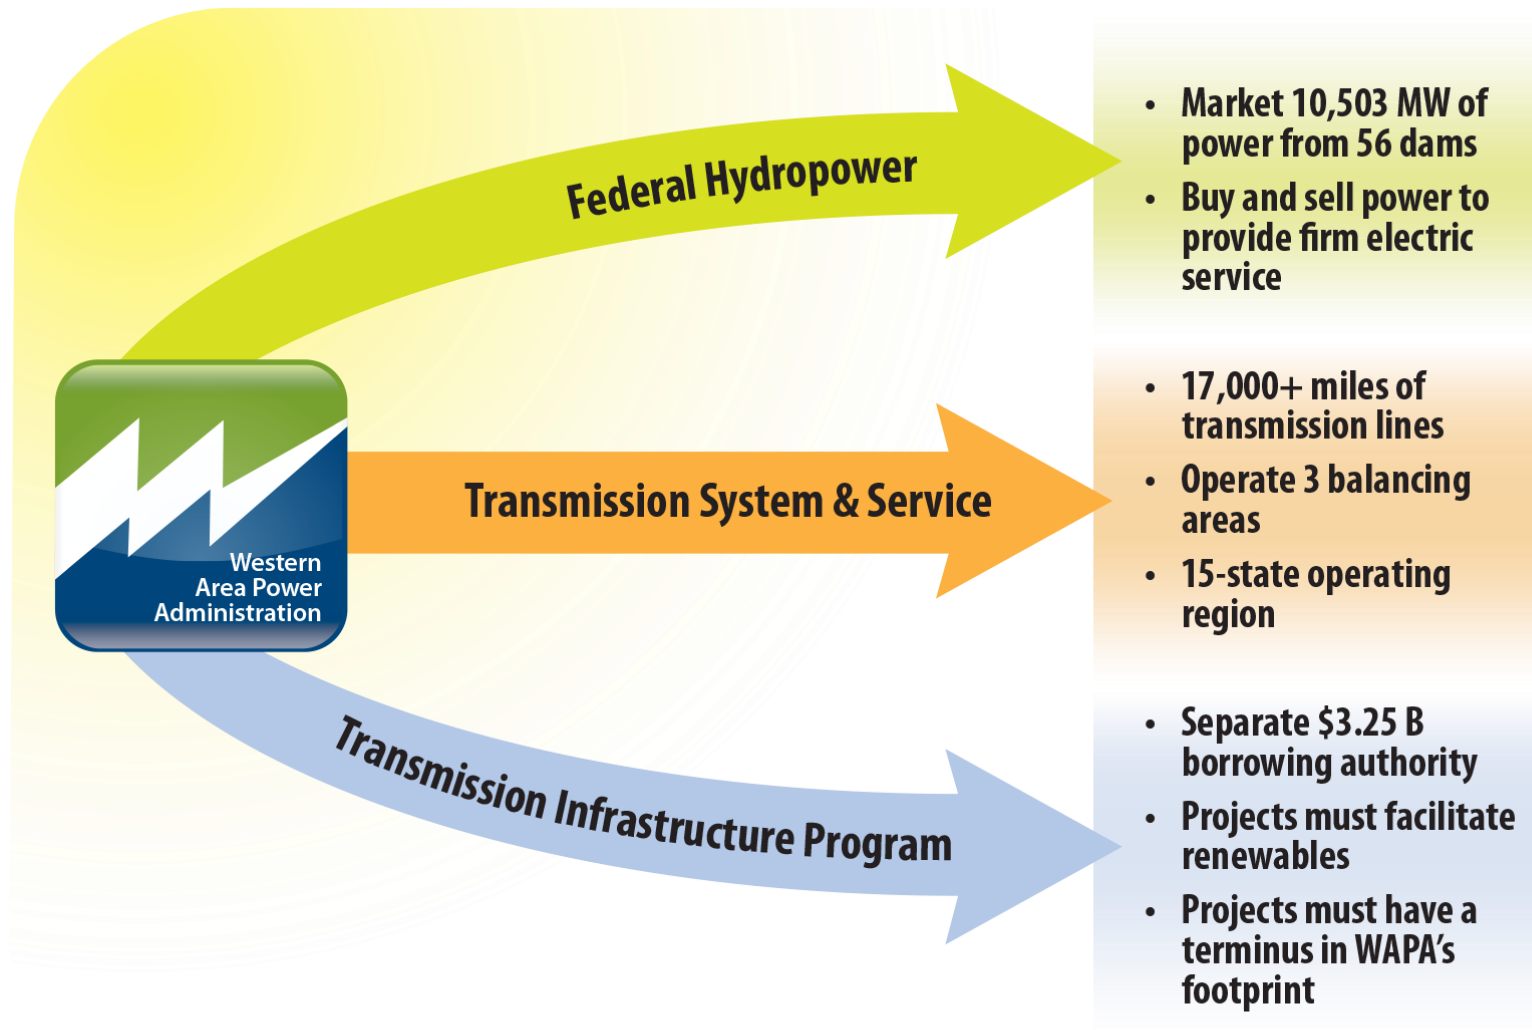 Federal Hydropower
• Market 10,503 MW of
power from 56 dams
• Buy and sell power to
provide firm electric
service
Western
Area Power
Administration
Transmission System & Service
• 17,000+ miles of
transmission lines
• Operate 3 balancing
areas
• 15-state operating
region
Transmission Infrastructure Program
• Separate $3.25 B
borrowing authority
• Projects must facilitate
renewables
• Projects must have a
terminus in WAPA’s
footprint